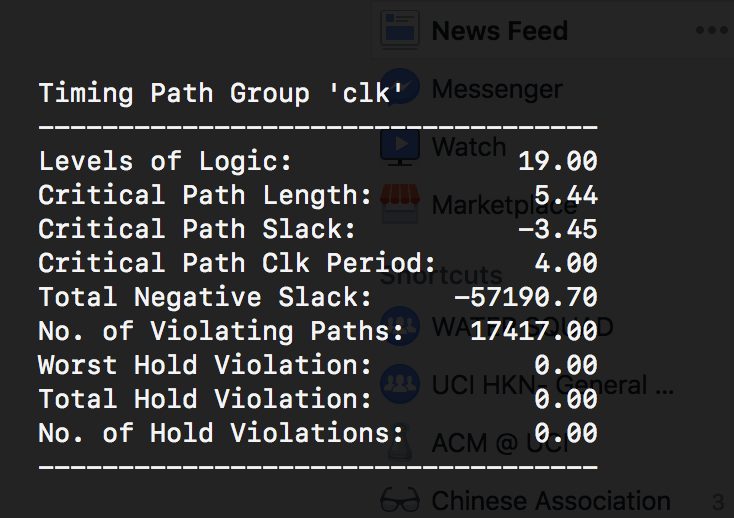 News Feed
Messenger
Watch
Marketplace
Shortcuts
WATER SQUAD
UCI HKN- General ...
ACM @ UCI
Chinese Association 3
Timing Path Group 'clk'
-----------------------------------
Levels of Logic: 19.00
Critical Path Length: 5.44
Critical Path Slack: -3.45
Critical Path Clk Period: 4.00
Total Negative Slack: -57190.70
No. of Violating Paths: 17417.00
Worst Hold Violation: 0.00
Total Hold Violation: 0.00
No. of Hold Violations: 0.00
-----------------------------------